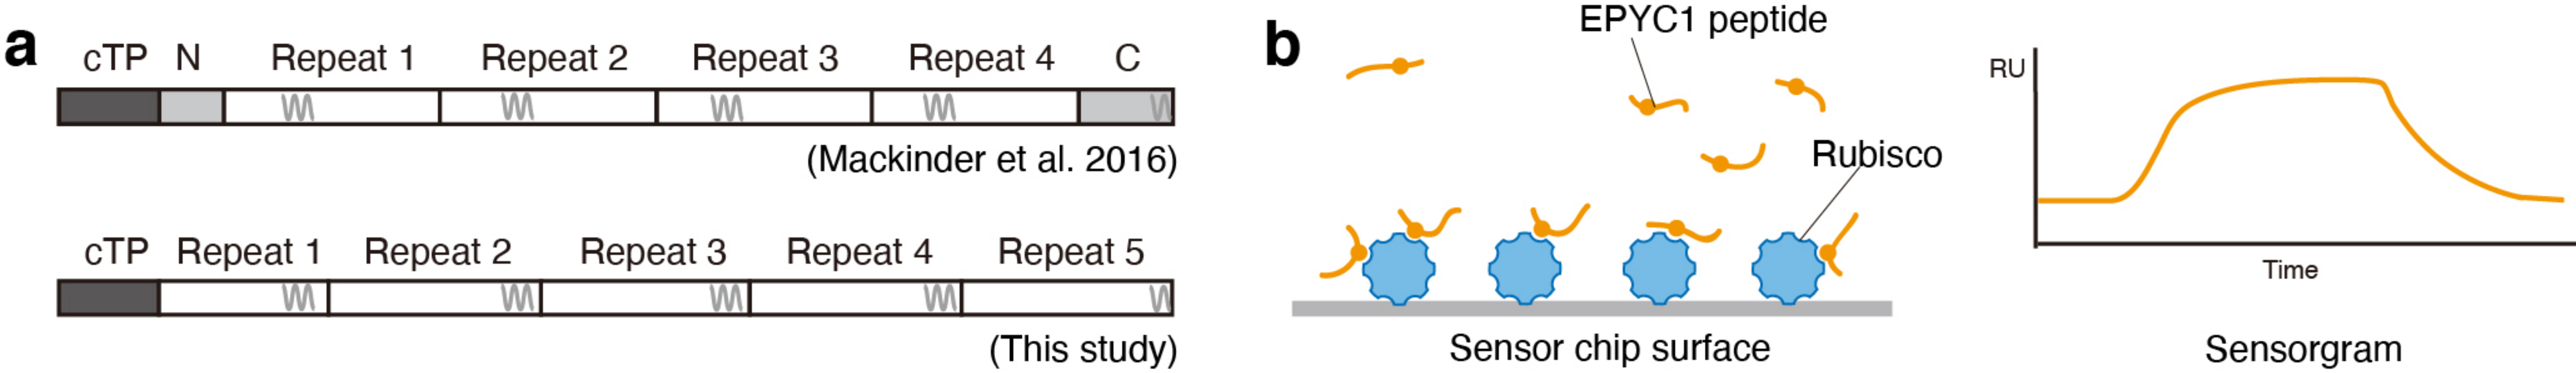 a
cTP N Repeat 1 Repeat 2 Repeat 3 Repeat 4 C
(Mackinder et al. 2016)
cTP Repeat 1 Repeat 2 Repeat 3 Repeat 4 Repeat 5
(This study)
b
EPYC1 peptide
Rubisco
Sensor chip surface
RU
Time
Sensorgram